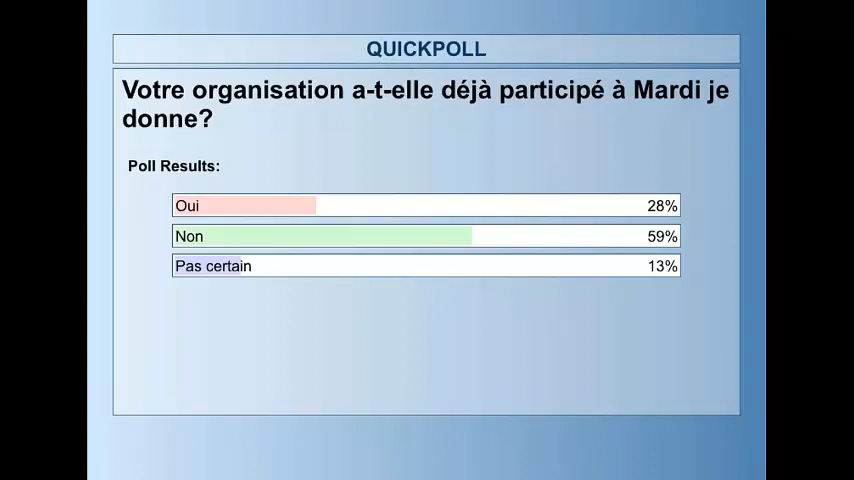 QUICKPOLL
Votre organisation a-t-elle déjà participé à Mardi je
donne?
Poll Results:
Oui 28%
Non 59%
Pas certain 13%